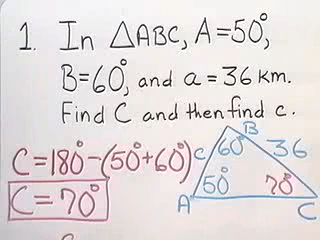 1. In △ABC, A=50°,
B=60°, and a=36 km.
Find C and then find c.
C=180°-(50°+60°)
C=70°
c 60° B 36
50° 70°
A C